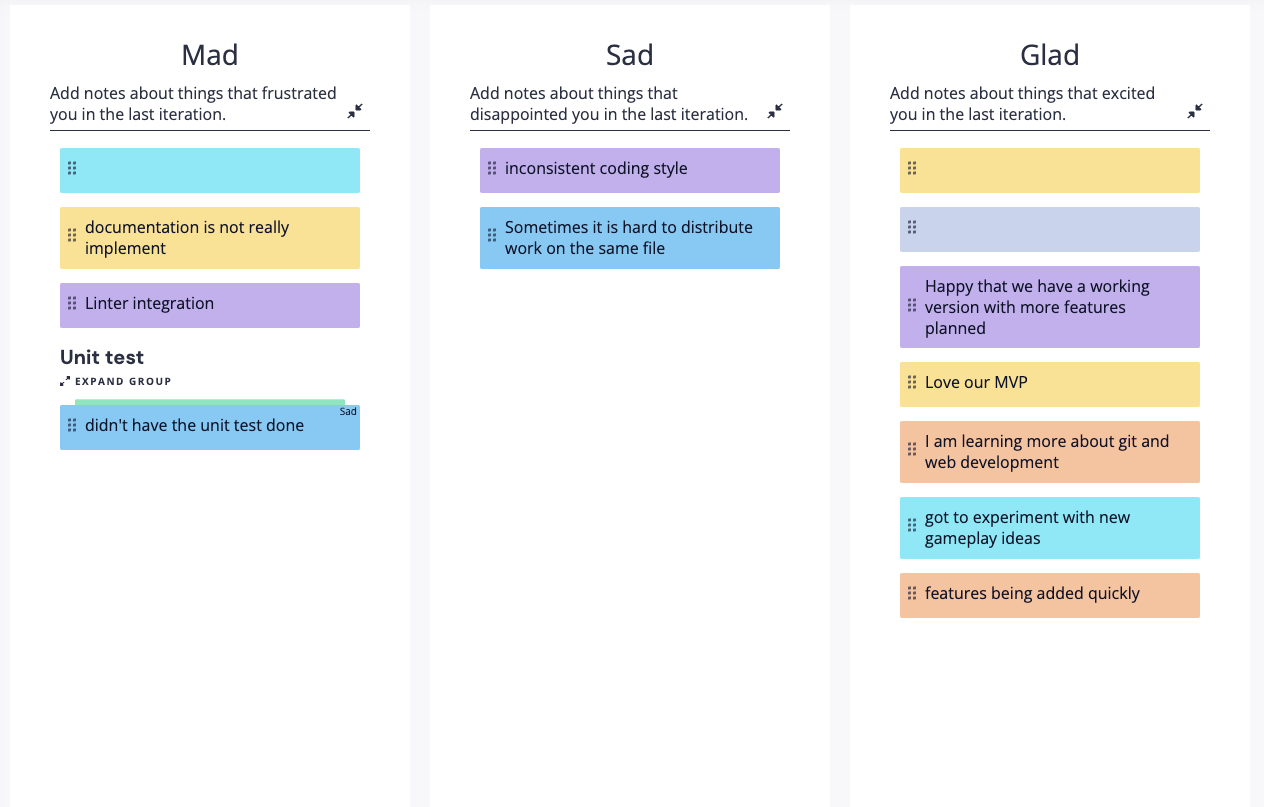 Mad
Add notes about things that frustrated
you in the last iteration.
documentation is not really
implement
Linter integration
Unit test
EXPAND GROUP
Sad
didn't have the unit test done
Sad
Add notes about things that
disappointed you in the last iteration.
inconsistent coding style
Sometimes it is hard to distribute
work on the same file
Glad
Add notes about things that excited
you in the last iteration.
Happy that we have a working
version with more features
planned
Love our MVP
I am learning more about git and
web development
got to experiment with new
gameplay ideas
features being added quickly